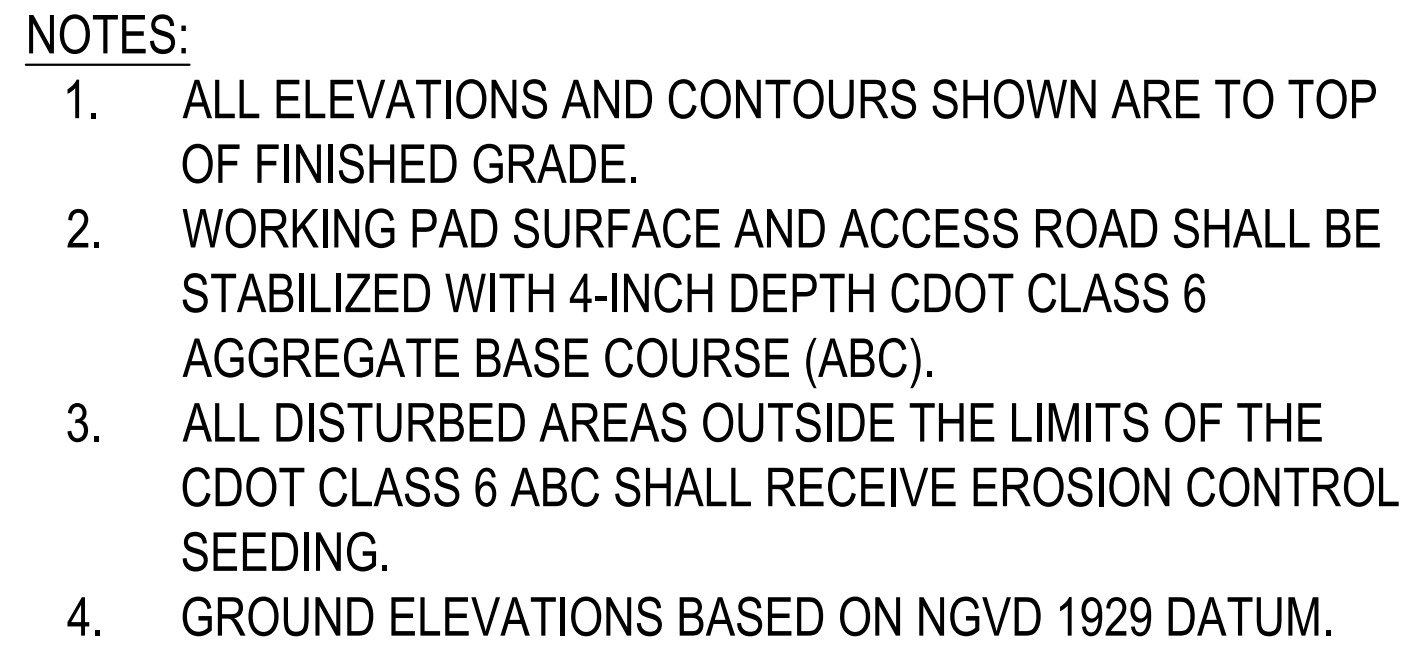 NOTES:
1. ALL ELEVATIONS AND CONTOURS SHOWN ARE TO TOP
OF FINISHED GRADE.
2. WORKING PAD SURFACE AND ACCESS ROAD SHALL BE
STABILIZED WITH 4-INCH DEPTH CDOT CLASS 6
AGGREGATE BASE COURSE (ABC).
3. ALL DISTURBED AREAS OUTSIDE THE LIMITS OF THE
CDOT CLASS 6 ABC SHALL RECEIVE EROSION CONTROL
SEEDING.
4. GROUND ELEVATIONS BASED ON NGVD 1929 DATUM.